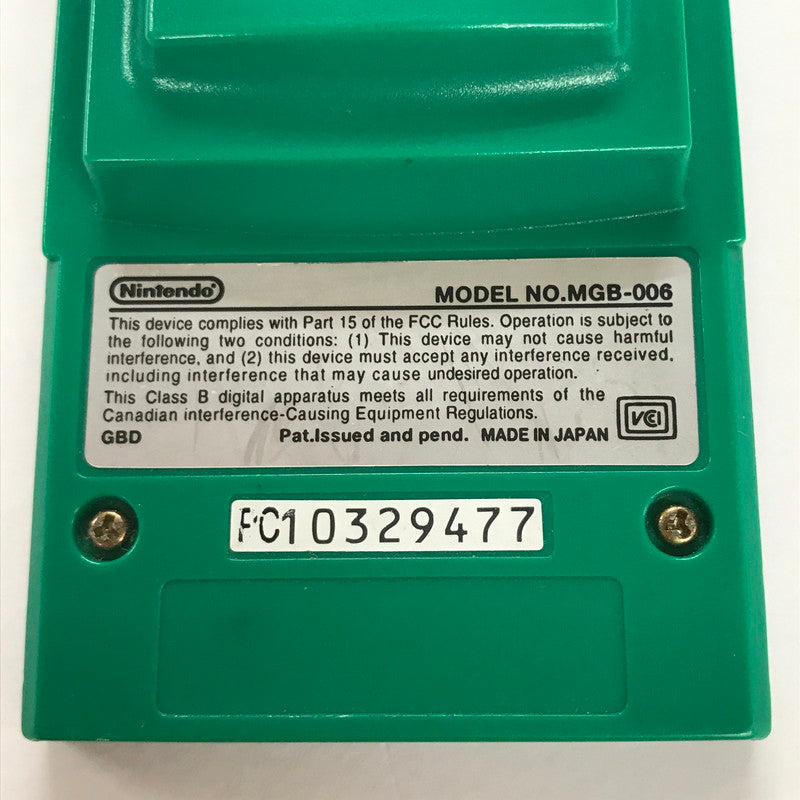 Nintendo®
MODEL NO.MGB-006
This device complies with Part 15 of the FCC Rules. Operation is subject to
the following two conditions: (1) This device may not cause harmful
interference, and (2) this device must accept any interference received,
including interference that may cause undesired operation.
This Class B digital apparatus meets all requirements of the
Canadian interference-Causing Equipment Regulations.
GBD Pat.Issued and pend. MADE IN JAPAN VCI
PC10329477